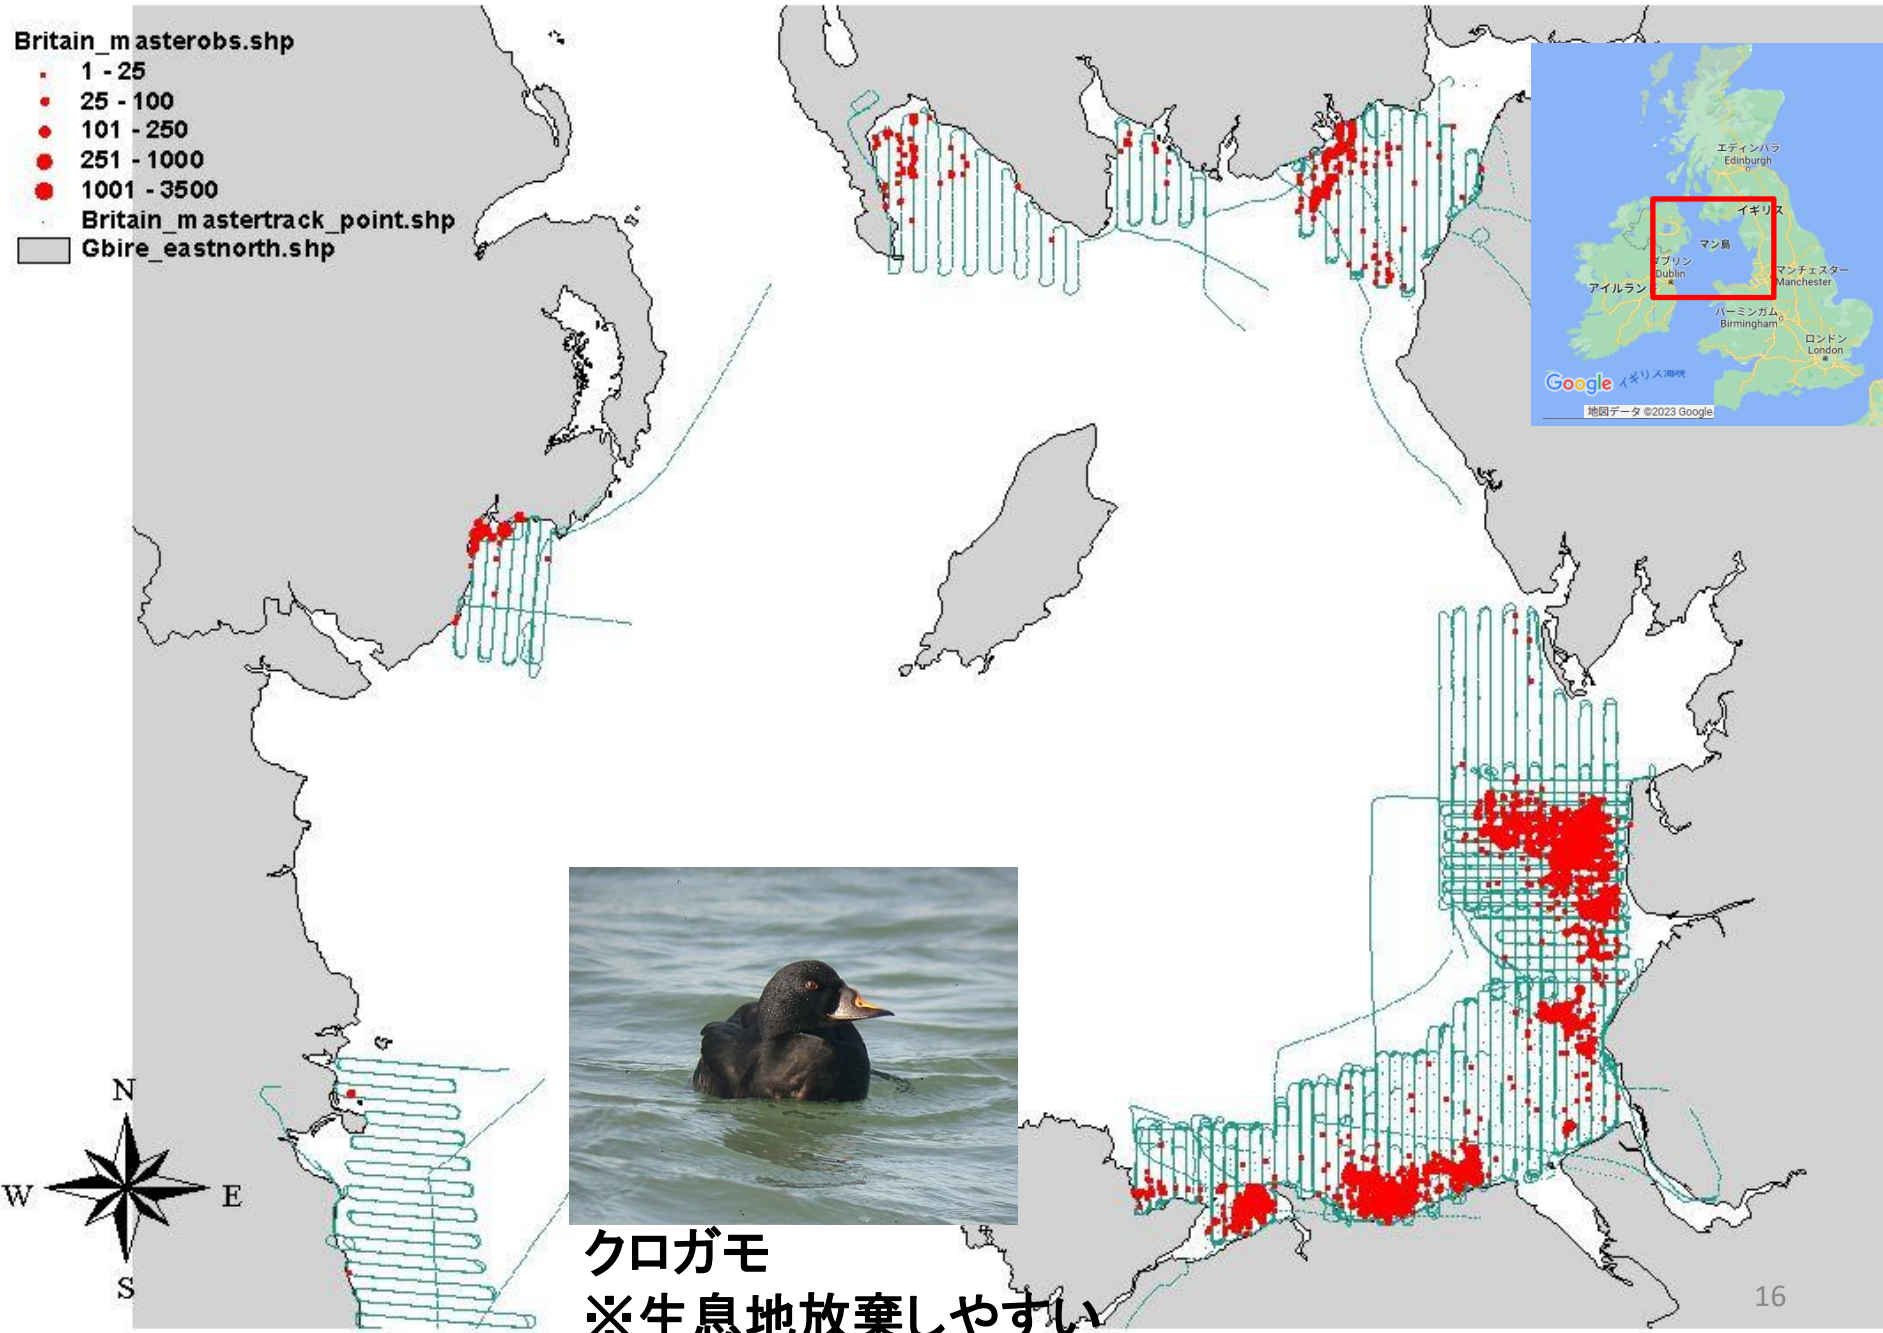 Britain_masterobs.shp
1 - 25
25 - 100
101 - 250
251 - 1000
1001 - 3500
Britain_mastertrack_point.shp
Gbire_eastnorth.shp
エディンバラ
Edinburgh
イギリス
マン島
ダブリン
Dublin
マンチェスター
Manchester
アイルラン
バーミンガム
Birmingham
ロンドン
London
Google
イギリス海峡
地図データ ©2023 Google
N
W
E
S
クロガモ
※生息地放棄しやすい
16